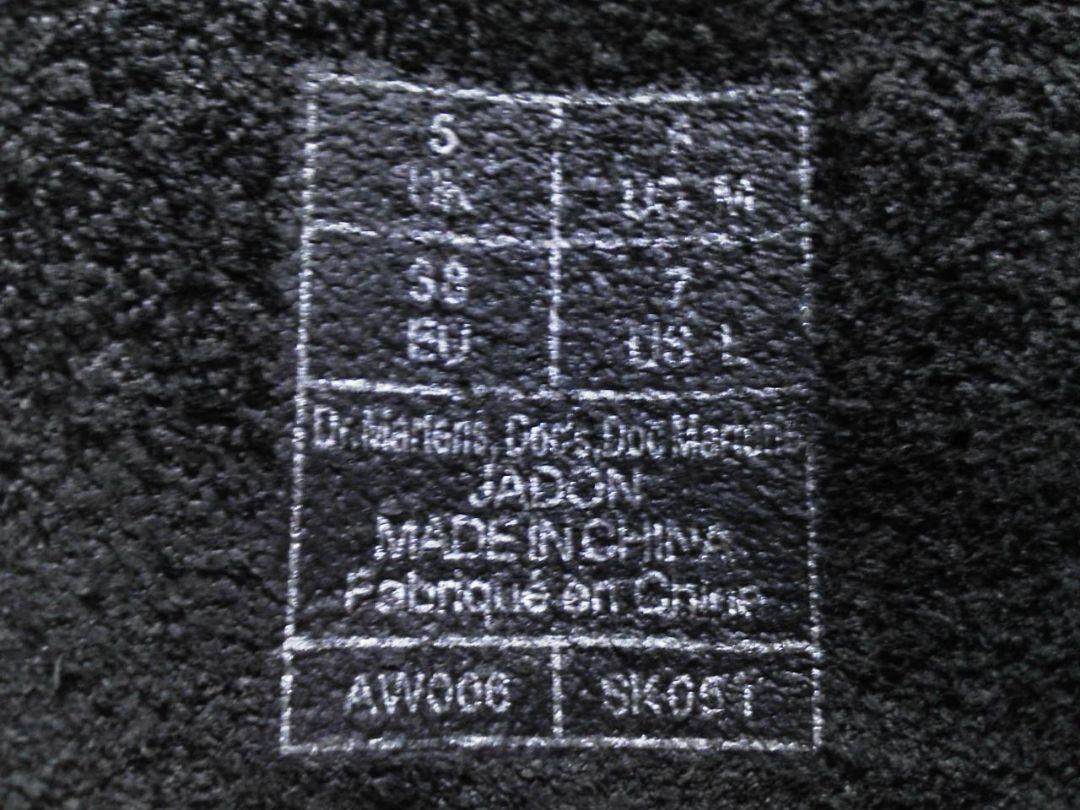 5
UK US M
38 7
EU US L
Dr.Martens, Doc's,Doc Martens
JADON
MADE IN CHINA
Fabriqué en Chine
AW006